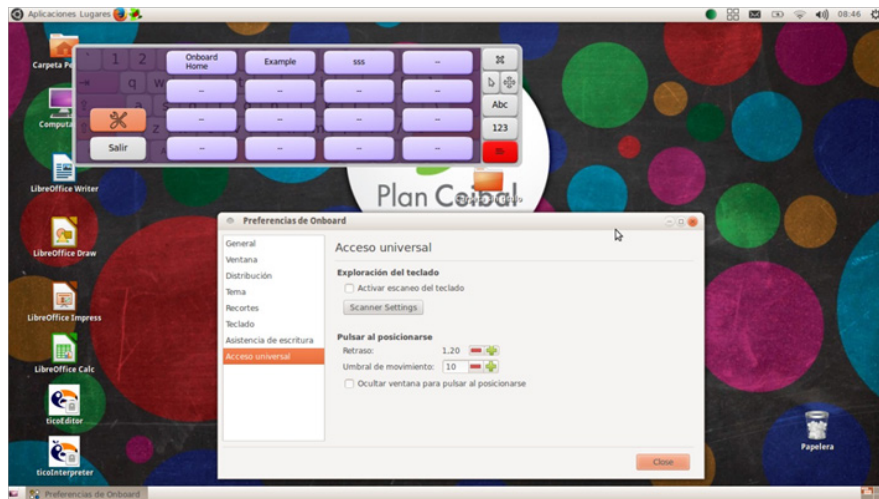 Aplicaciones Lugares
08:46
Carpeta Pe
1 2
Onboard
Home
Example
sss
--
q w
--
--
--
--
Abc
Computa
--
--
--
--
123
Salir
--
--
--
--
LibreOffice Writer
Plan Ceibal
Preferencias de Onboard
General
Ventana
Distribución
Tema
Recortes
Teclado
Asistencia de escritura
Acceso universal
Acceso universal
Exploración del teclado
Activar escaneo del teclado
Scanner Settings
Pulsar al posicionarse
Retraso: 1,20
Umbral de movimiento: 10
Ocultar ventana para pulsar al posicionarse
Close
LibreOffice Draw
LibreOffice Impress
LibreOffice Calc
ticoEditor
ticoInterpreter
Papelera
Preferencias de Onboard